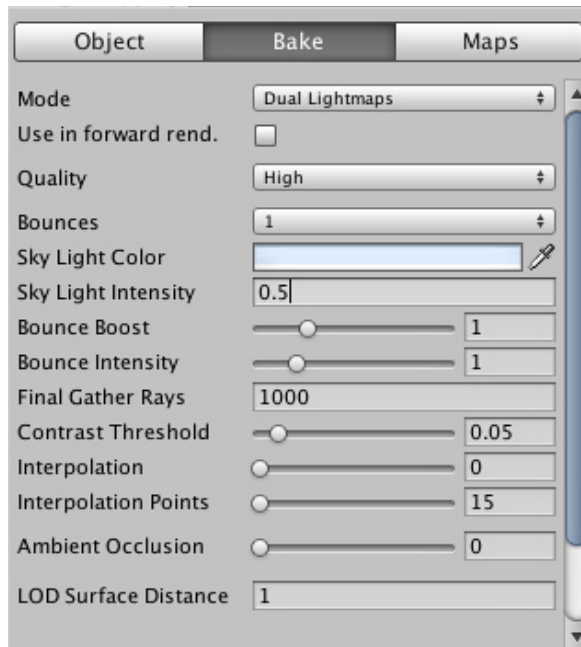 Object Bake Maps
Mode Dual Lightmaps
Use in forward rend.
Quality High
Bounces 1
Sky Light Color
Sky Light Intensity 0.5
Bounce Boost 1
Bounce Intensity 1
Final Gather Rays 1000
Contrast Threshold 0.05
Interpolation 0
Interpolation Points 15
Ambient Occlusion 0
LOD Surface Distance 1